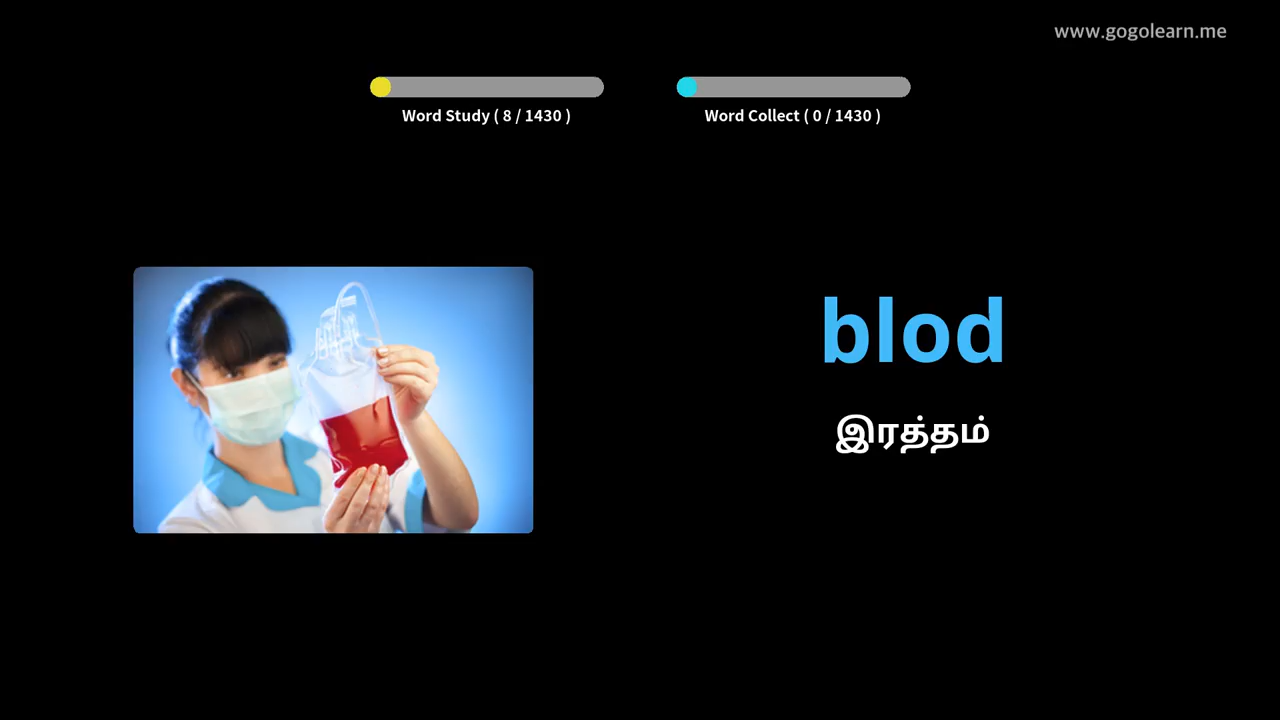 www.gogolearn.me
Word Study ( 8 / 1430 )
Word Collect ( 0 / 1430 )
blod
இரத்தம்